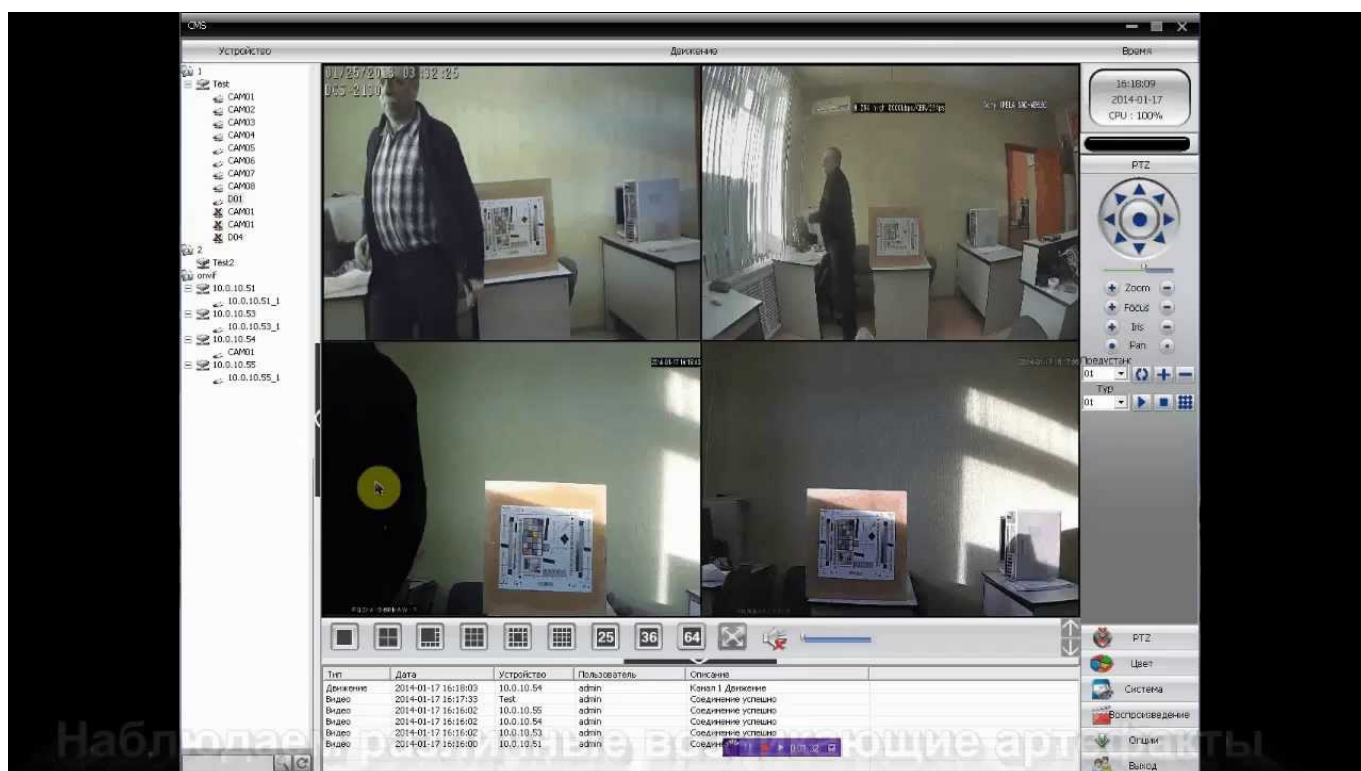 CMS
Устройство
Движение
Время
1
Test
CAM01
CAM02
CAM03
CAM04
CAM05
CAM06
CAM07
CAM08
D01
CAM01
CAM01
D04
2
Test2
onvif
10.0.10.51
10.0.10.51_1
10.0.10.53
10.0.10.53_1
10.0.10.54
CAM01
10.0.10.55
10.0.10.55_1
16:18:09
2014-01-17
CPU : 100%
PTZ
Zoom
Focus
Iris
Pan
Предустанк
01
Тур
01
25
36
64
Тип Дата Устройство Пользователь Описание
Движение 2014-01-17 16:18:03 10.0.10.54 admin Канал 1 Движение
Видео 2014-01-17 16:17:33 Test admin Соединение успешно
Видео 2014-01-17 16:16:02 10.0.10.55 admin Соединение успешно
Видео 2014-01-17 16:16:02 10.0.10.54 admin Соединение успешно
Видео 2014-01-17 16:16:02 10.0.10.53 admin Соединение успешно
Видео 2014-01-17 16:16:00 10.0.10.51 admin
PTZ
Цвет
Система
Воспроизведение
Опции
Выход